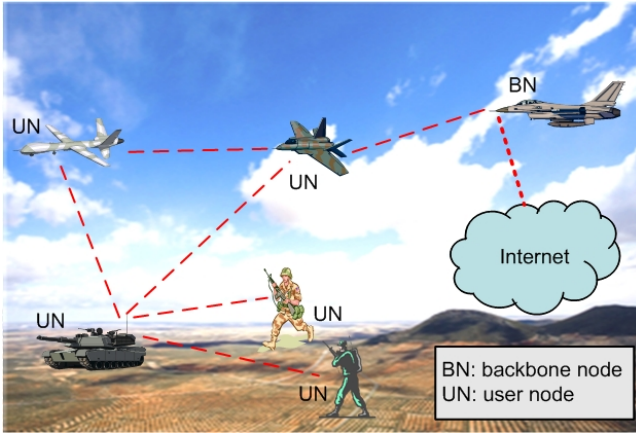 BN
UN
UN
Internet
UN
UN
UN
BN: backbone node
UN: user node